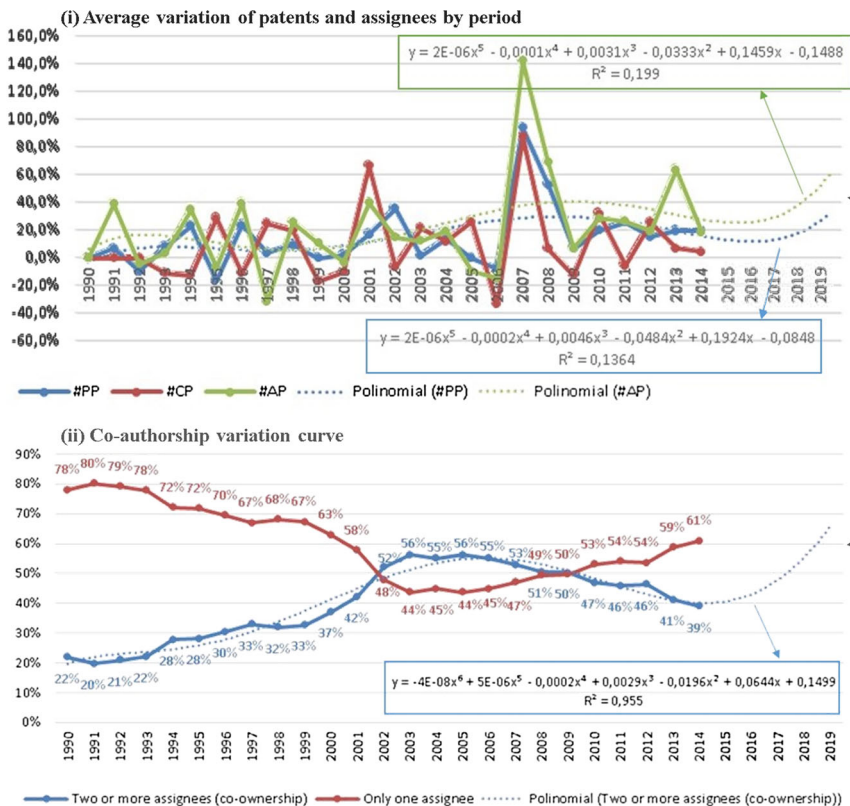 (i) Average variation of patents and assignees by period
160,0%
140,0%
120,0%
100,0%
80,0%
60,0%
40,0%
20,0%
0,0%
-20,0%
-40,0%
-60,0%
y = 2E-06x⁵ - 0,0001x⁴ + 0,0031x³ - 0,0333x² + 0,1459x - 0,1488
R² = 0,199
1990 1991 1992 1993 1994 1995 1996 1997 1998 1999 2000 2001 2002 2003 2004 2005 2006 2007 2008 2009 2010 2011 2012 2013 2014 2015 2016 2017 2018 2019
y = 2E-06x⁵ - 0,0002x⁴ + 0,0046x³ - 0,0484x² + 0,1924x - 0,0848
R² = 0,1364
#PP #CP #AP Polinomial (#PP) Polinomial (#AP)
(ii) Co-authorship variation curve
90%
80%
70%
60%
50%
40%
30%
20%
10%
0%
78% 80% 79% 78% 72% 72% 70% 67% 68% 67% 63% 58% 48% 44% 45% 44% 45% 47% 49% 50% 53% 54% 54% 59% 61%
22% 20% 21% 22% 28% 28% 30% 33% 32% 33% 37% 42% 52% 56% 55% 56% 55% 53% 51% 50% 47% 46% 46% 41% 39%
y = -4E-08x⁶ + 5E-06x⁵ - 0,0002x⁴ + 0,0029x³ - 0,0196x² + 0,0644x + 0,1499
R² = 0,955
1990 1991 1992 1993 1994 1995 1996 1997 1998 1999 2000 2001 2002 2003 2004 2005 2006 2007 2008 2009 2010 2011 2012 2013 2014 2015 2016 2017 2018 2019
Two or more assignees (co-ownership) Only one assignee Polinomial (Two or more assignees (co-ownership))